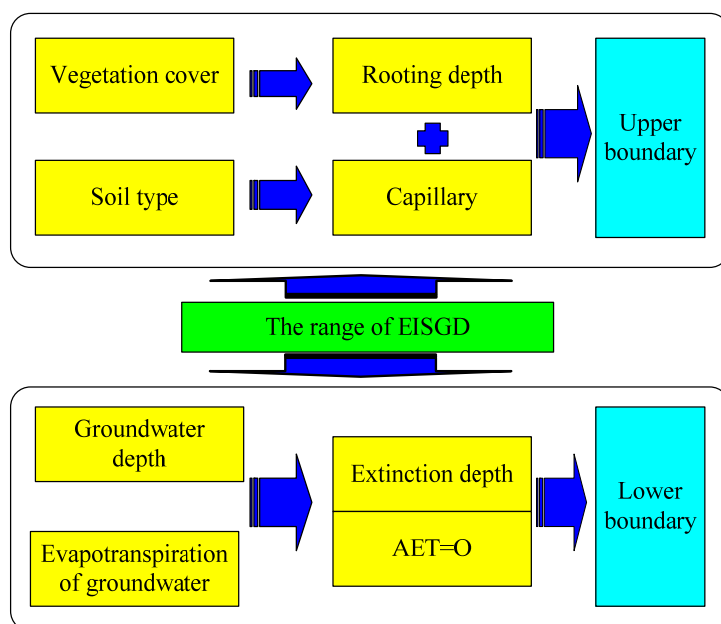 Vegetation cover
Rooting depth
Upper
boundary
Soil type
Capillary
The range of EISGD
Groundwater
depth
Extinction depth
Lower
boundary
AET=O
Evapotranspiration
of groundwater